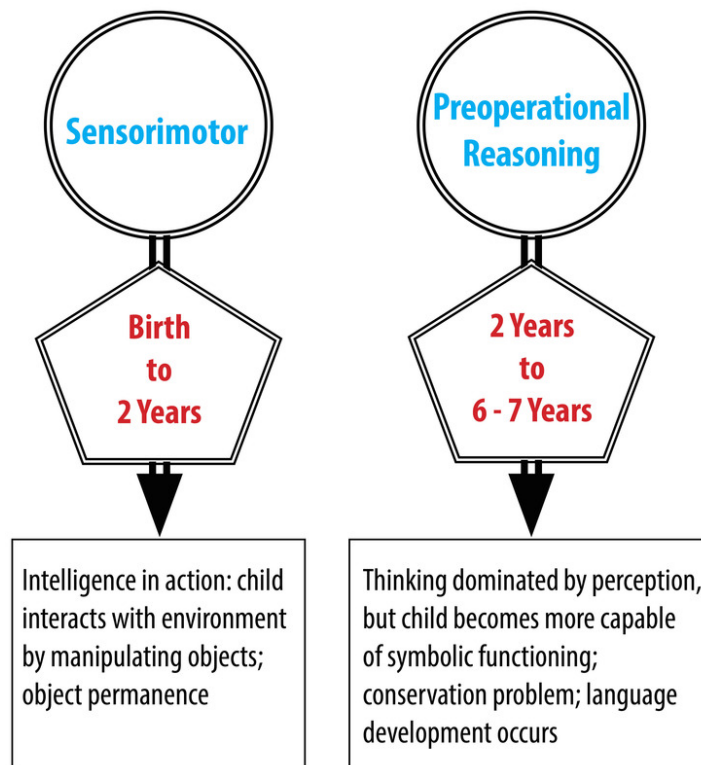 Sensorimotor
Birth
to
2 Years
Intelligence in action: child
interacts with environment
by manipulating objects;
object permanence
Preoperational
Reasoning
2 Years
to
6 - 7 Years
Thinking dominated by perception,
but child becomes more capable
of symbolic functioning;
conservation problem; language
development occurs